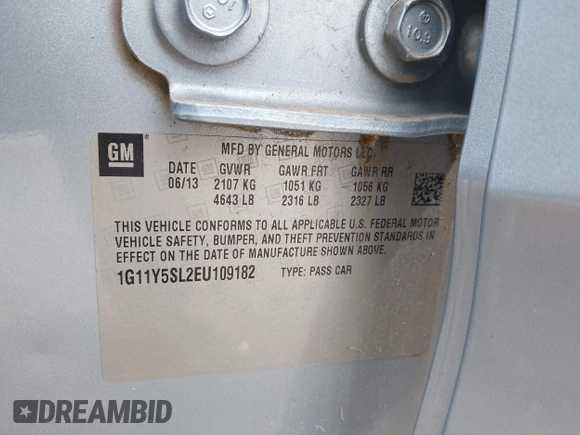 10.9
GM
MFD BY GENERAL MOTORS LLC
DATE GVWR GAWR FRT GAWR RR
06/13 2107 KG 1051 KG 1056 KG
4643 LB 2316 LB 2327 LB
THIS VEHICLE CONFORMS TO ALL APPLICABLE U.S. FEDERAL MOTOR
VEHICLE SAFETY, BUMPER, AND THEFT PREVENTION STANDARDS
IN EFFECT ON THE DATE OF MANUFACTURE SHOWN ABOVE.
1G11Y5SL2EU109182 TYPE: PASS CAR
DREAMBID